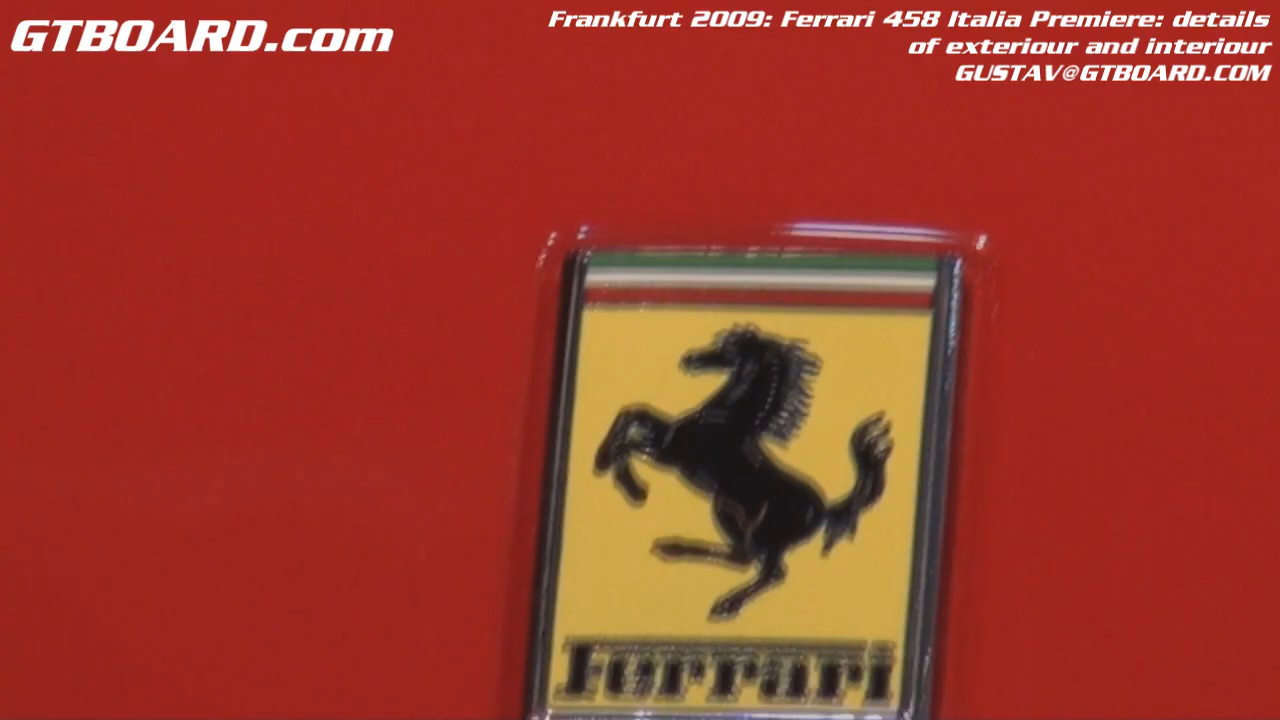 GTBOARD.com
Frankfurt 2009: Ferrari 458 Italia Premiere: details
of exteriour and interiour
GUSTAV@GTBOARD.COM
Ferrari